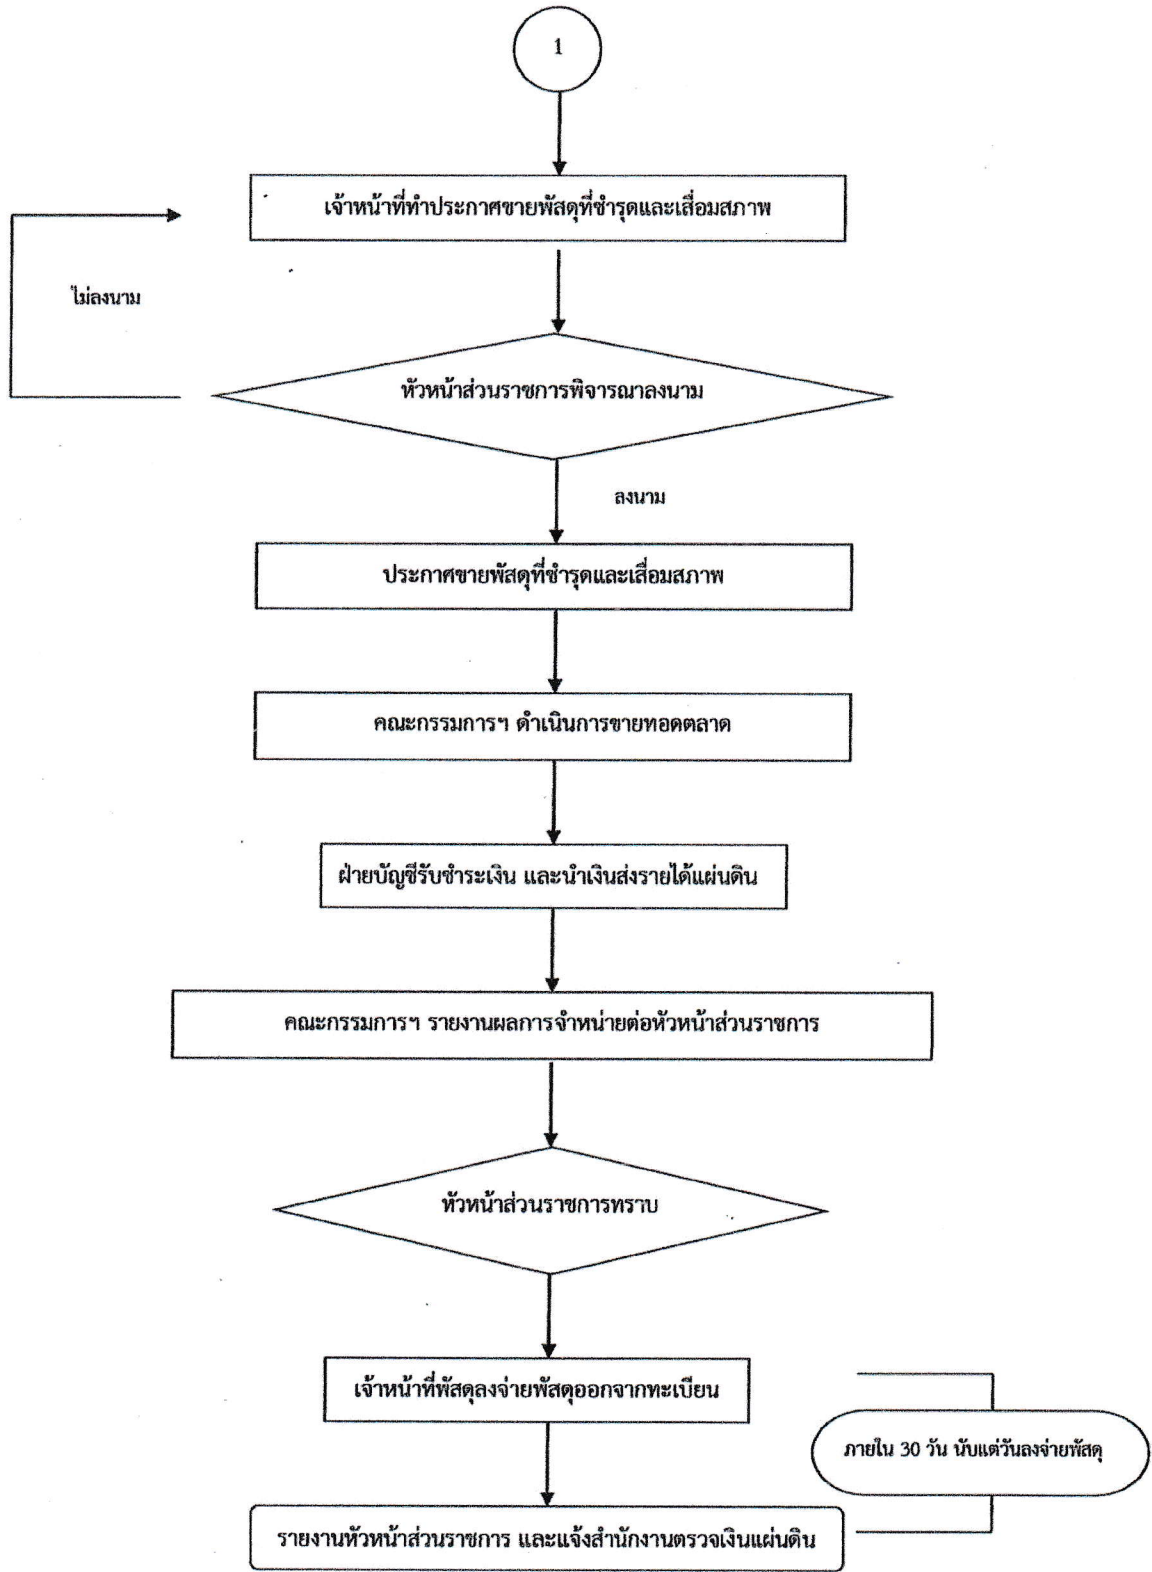 1
เจ้าหน้าที่ทำประกาศขายพัสดุที่ชำรุดและเสื่อมสภาพ
ไม่ลงนาม
หัวหน้าส่วนราชการพิจารณาลงนาม
ลงนาม
ประกาศขายพัสดุที่ชำรุดและเสื่อมสภาพ
คณะกรรมการฯ ดำเนินการขายทอดตลาด
ฝ่ายบัญชีรับชำระเงิน และนำเงินส่งรายได้แผ่นดิน
คณะกรรมการฯ รายงานผลการจำหน่ายต่อหัวหน้าส่วนราชการ
หัวหน้าส่วนราชการทราบ
เจ้าหน้าที่พัสดุลงจ่ายพัสดุออกจากทะเบียน
ภายใน 30 วัน นับแต่วันลงจ่ายพัสดุ
รายงานหัวหน้าส่วนราชการ และแจ้งสำนักงานตรวจเงินแผ่นดิน